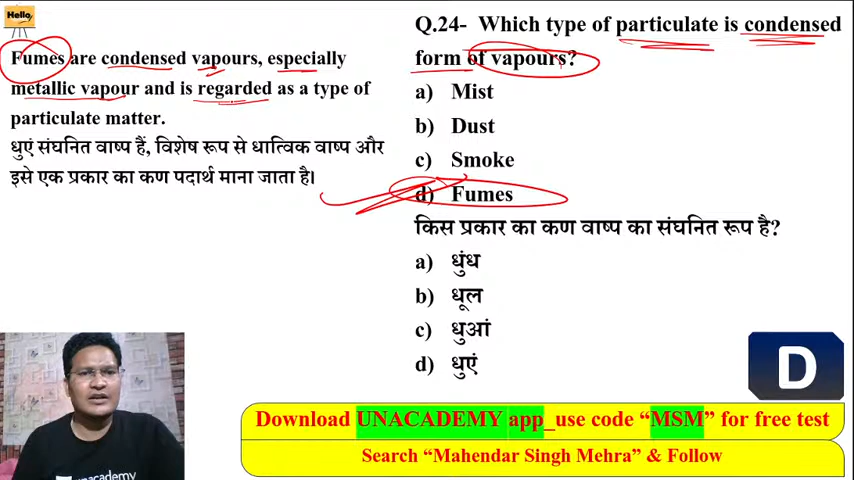 Hello
Fumes are condensed vapours, especially
metallic vapour and is regarded as a type of
particulate matter.
धुएं संघनित वाष्प हैं, विशेष रूप से धात्विक वाष्प और
इसे एक प्रकार का कण पदार्थ माना जाता है।
Q.24- Which type of particulate is condensed
form of vapours?
a) Mist
b) Dust
c) Smoke
d) Fumes
किस प्रकार का कण वाष्प का संघनित रूप है?
a) धुंध
b) धूल
c) धुआं
d) धुएं
D
unacademy
Download UNACADEMY app_use code “MSM” for free test
Search “Mahendar Singh Mehra” & Follow